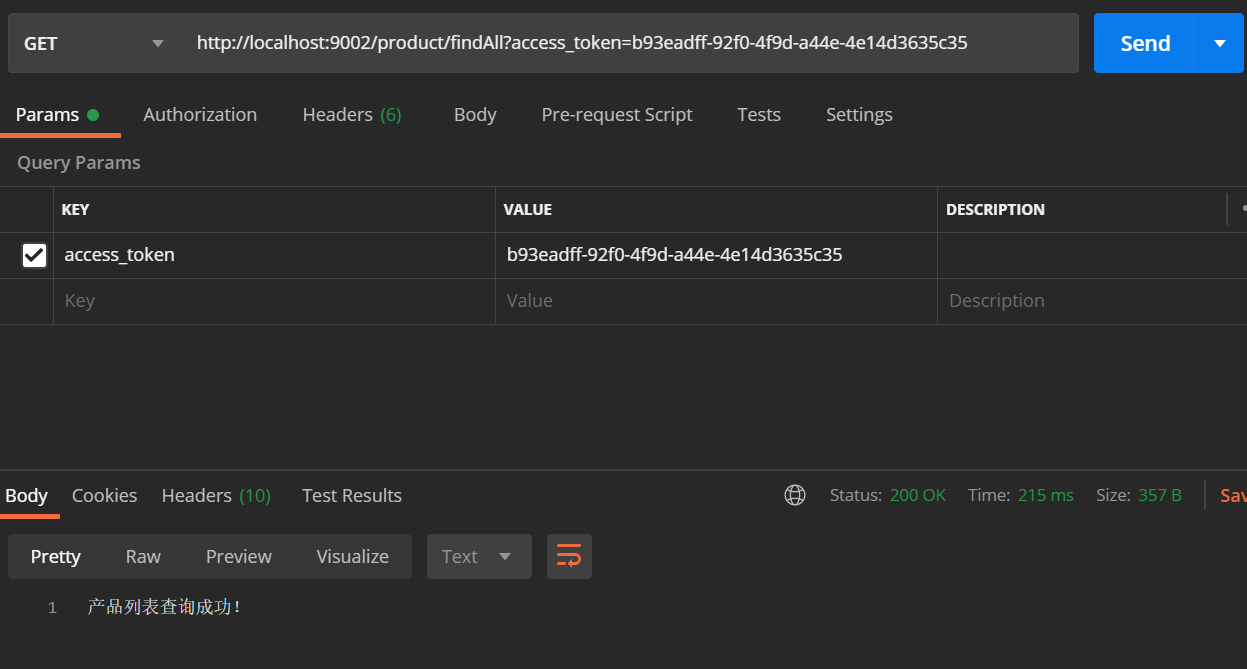 GET http://localhost:9002/product/findAll?access_token=b93eadff-92f0-4f9d-a44e-4e14d3635c35 Send
Params Authorization Headers (6) Body Pre-request Script Tests Settings
Query Params
KEY VALUE DESCRIPTION
access_token b93eadff-92f0-4f9d-a44e-4e14d3635c35
Key Value Description
Body Cookies Headers (10) Test Results Status: 200 OK Time: 215 ms Size: 357 B Sav
Pretty Raw Preview Visualize Text
1 产品列表查询成功!